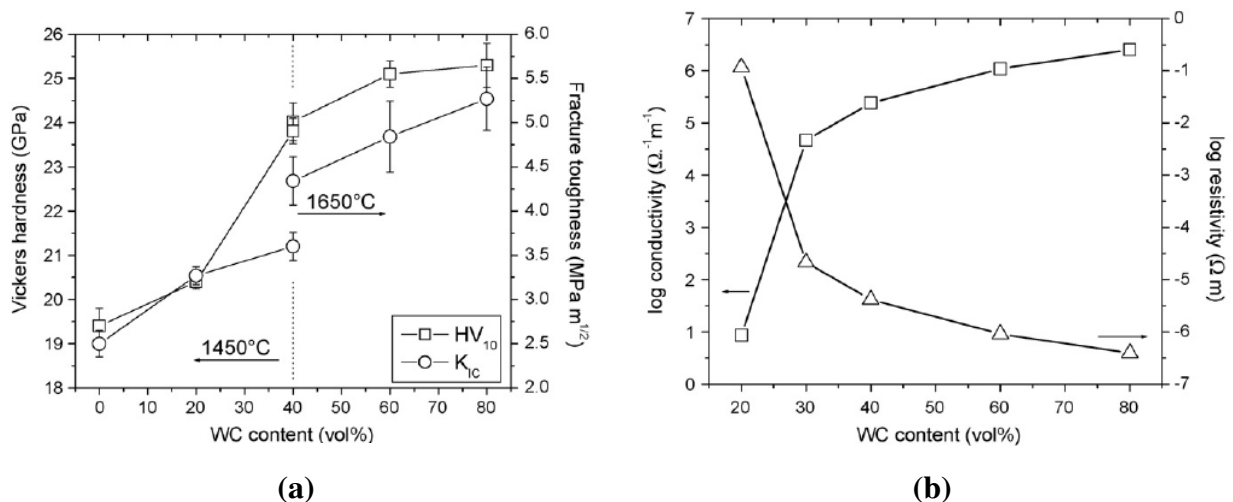 Vickers hardness (GPa)
26
25
24
23
22
21
20
19
18
0 10 20 30 40 50 60 70 80
WC content (vol%)
6.0
5.5
5.0
4.5
4.0
3.5
3.0
2.5
2.0
Fracture toughness (MPa m^1/2)
1650°C
1450°C
HV10
KIC
(a)
log conductivity (Ω.⁻¹m⁻¹)
7
6
5
4
3
2
1
0
20 30 40 50 60 70 80
WC content (vol%)
0
-1
-2
-3
-4
-5
-6
-7
log resistivity (Ω m)
(b)